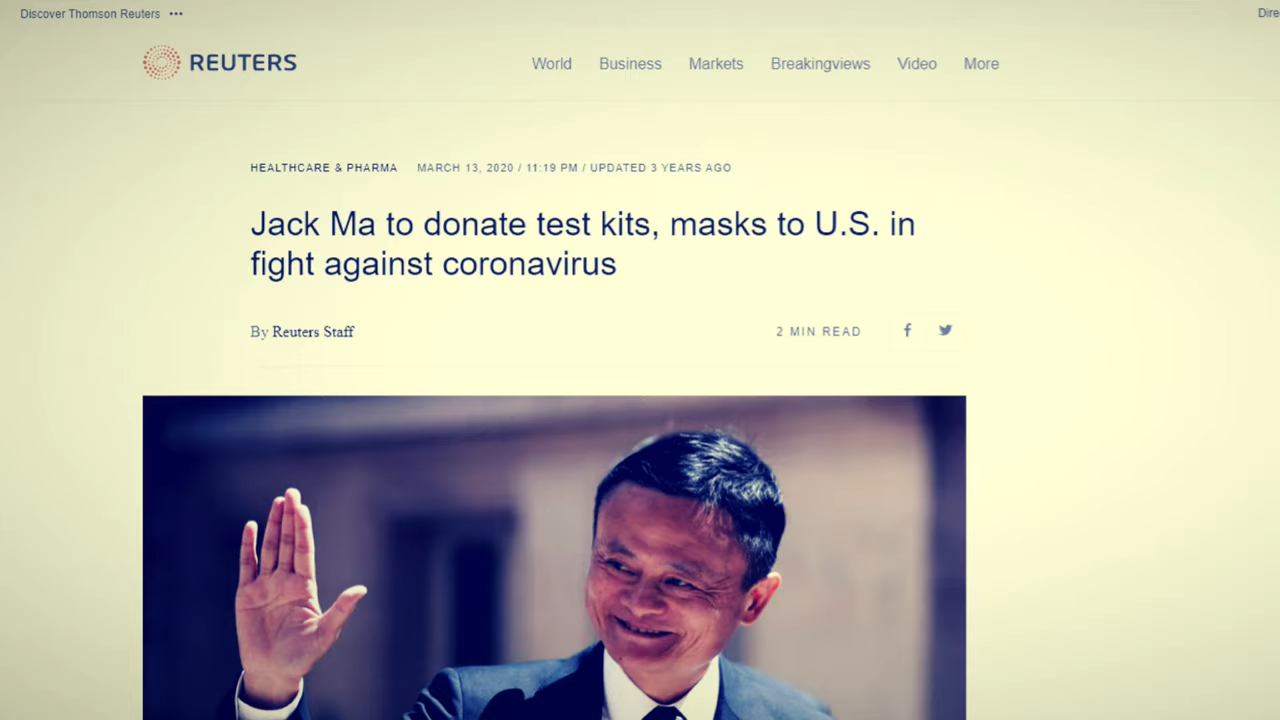 Discover Thomson Reuters •••
REUTERS
World Business Markets Breakingviews Video More
HEALTHCARE & PHARMA MARCH 13, 2020 / 11:19 PM / UPDATED 3 YEARS AGO
Jack Ma to donate test kits, masks to U.S. in
fight against coronavirus
By Reuters Staff
2 MIN READ